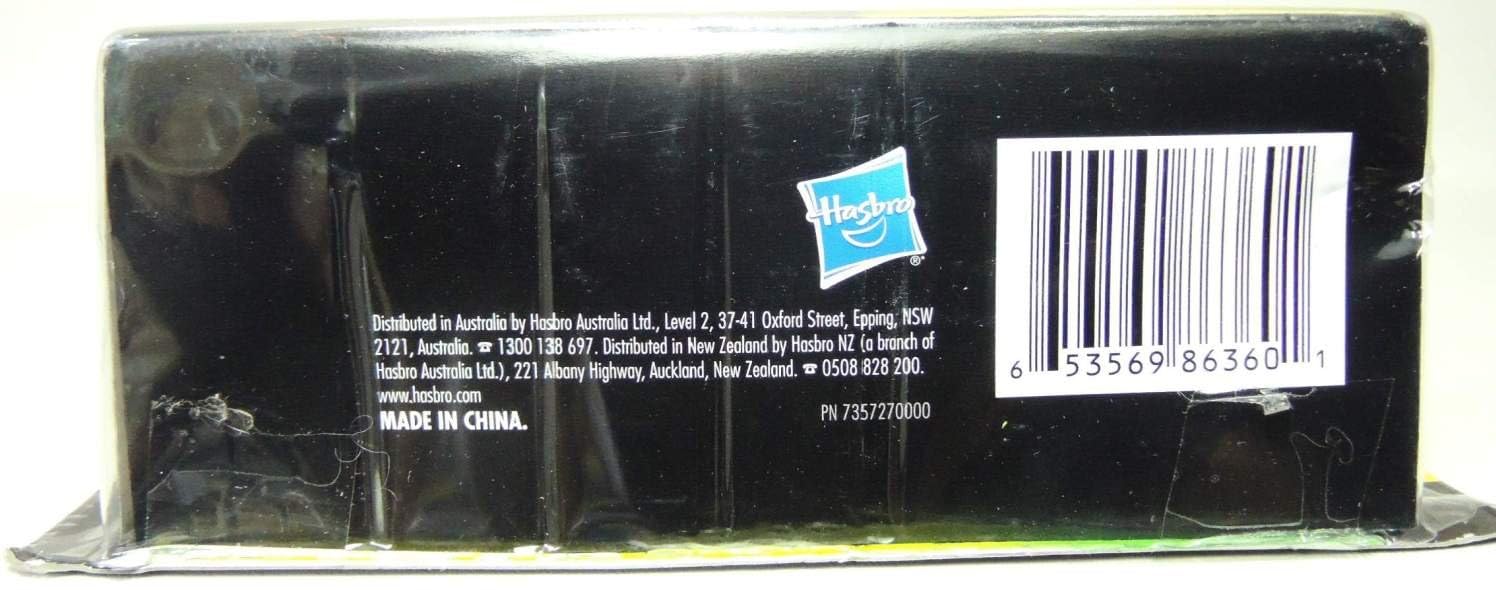 Hasbro
®*
Distributed in Australia by Hasbro Australia Ltd., Level 2, 37-41 Oxford Street, Epping, NSW
2121, Australia. ☎ 1300 138 697. Distributed in New Zealand by Hasbro NZ (a branch of
Hasbro Australia Ltd.), 221 Albany Highway, Auckland, New Zealand. ☎ 0508 828 200.
www.hasbro.com
MADE IN CHINA.
PN 7357270000
6 53569 86360 1